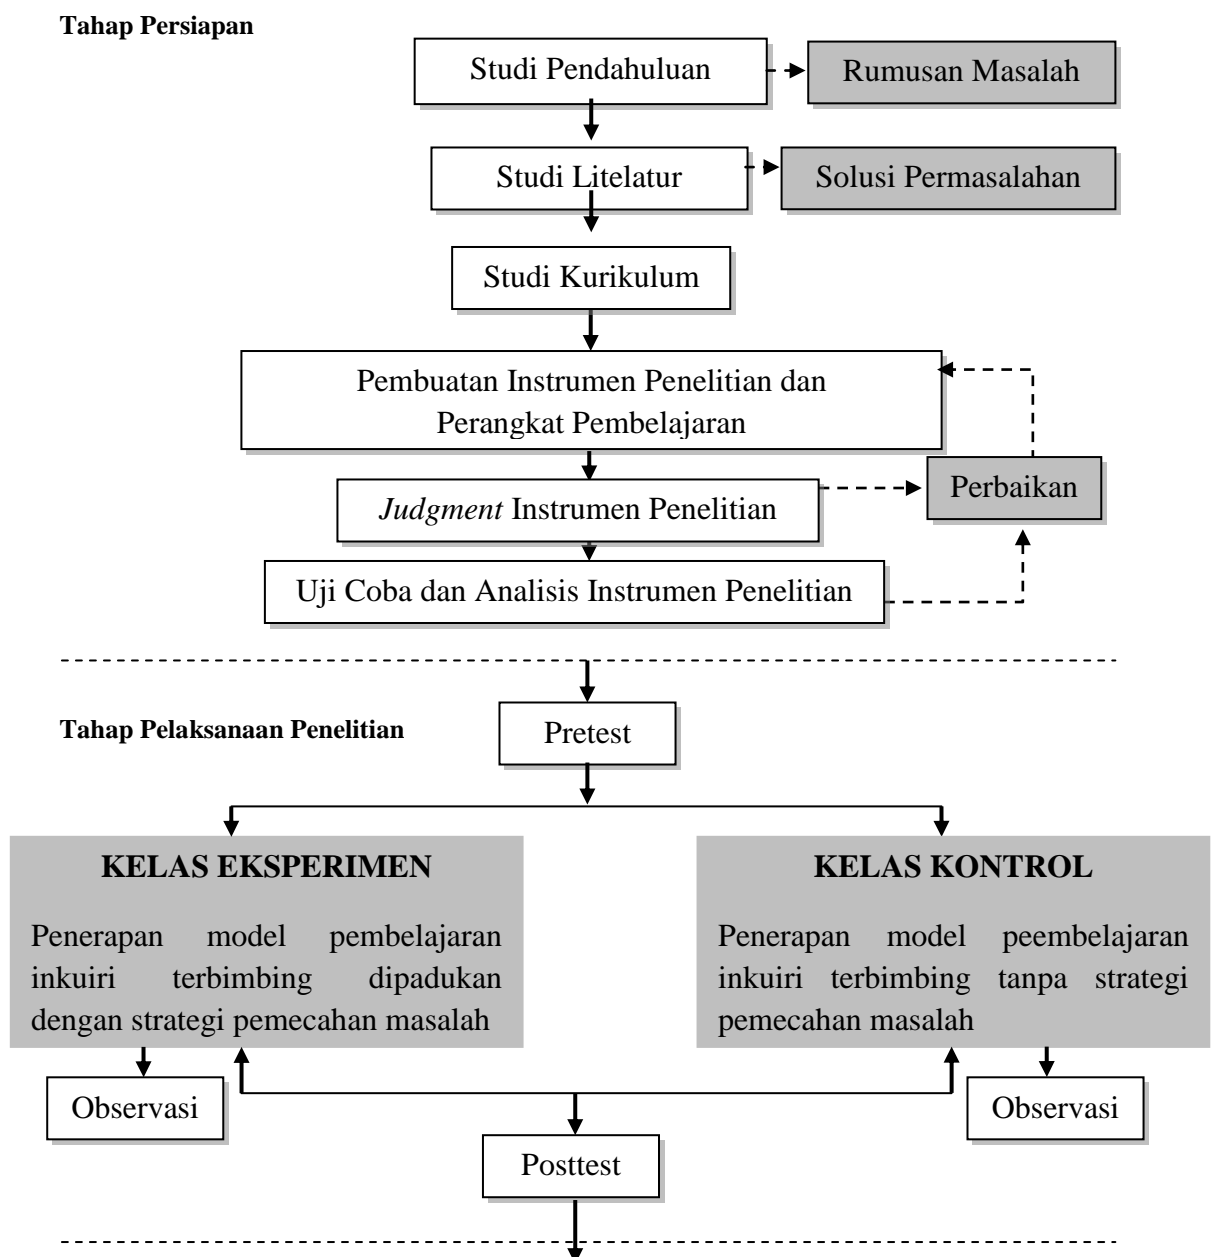 Tahap Persiapan
Studi Pendahuluan
Rumusan Masalah
Studi Litelatur
Solusi Permasalahan
Studi Kurikulum
Pembuatan Instrumen Penelitian dan
Perangkat Pembelajaran
Perbaikan
Judgment Instrumen Penelitian
Uji Coba dan Analisis Instrumen Penelitian
Tahap Pelaksanaan Penelitian
Pretest
KELAS EKSPERIMEN
Penerapan model pembelajaran
inkuiri terbimbing dipadukan
dengan strategi pemecahan masalah
KELAS KONTROL
Penerapan model peembelajaran
inkuiri terbimbing tanpa strategi
pemecahan masalah
Observasi
Observasi
Posttest